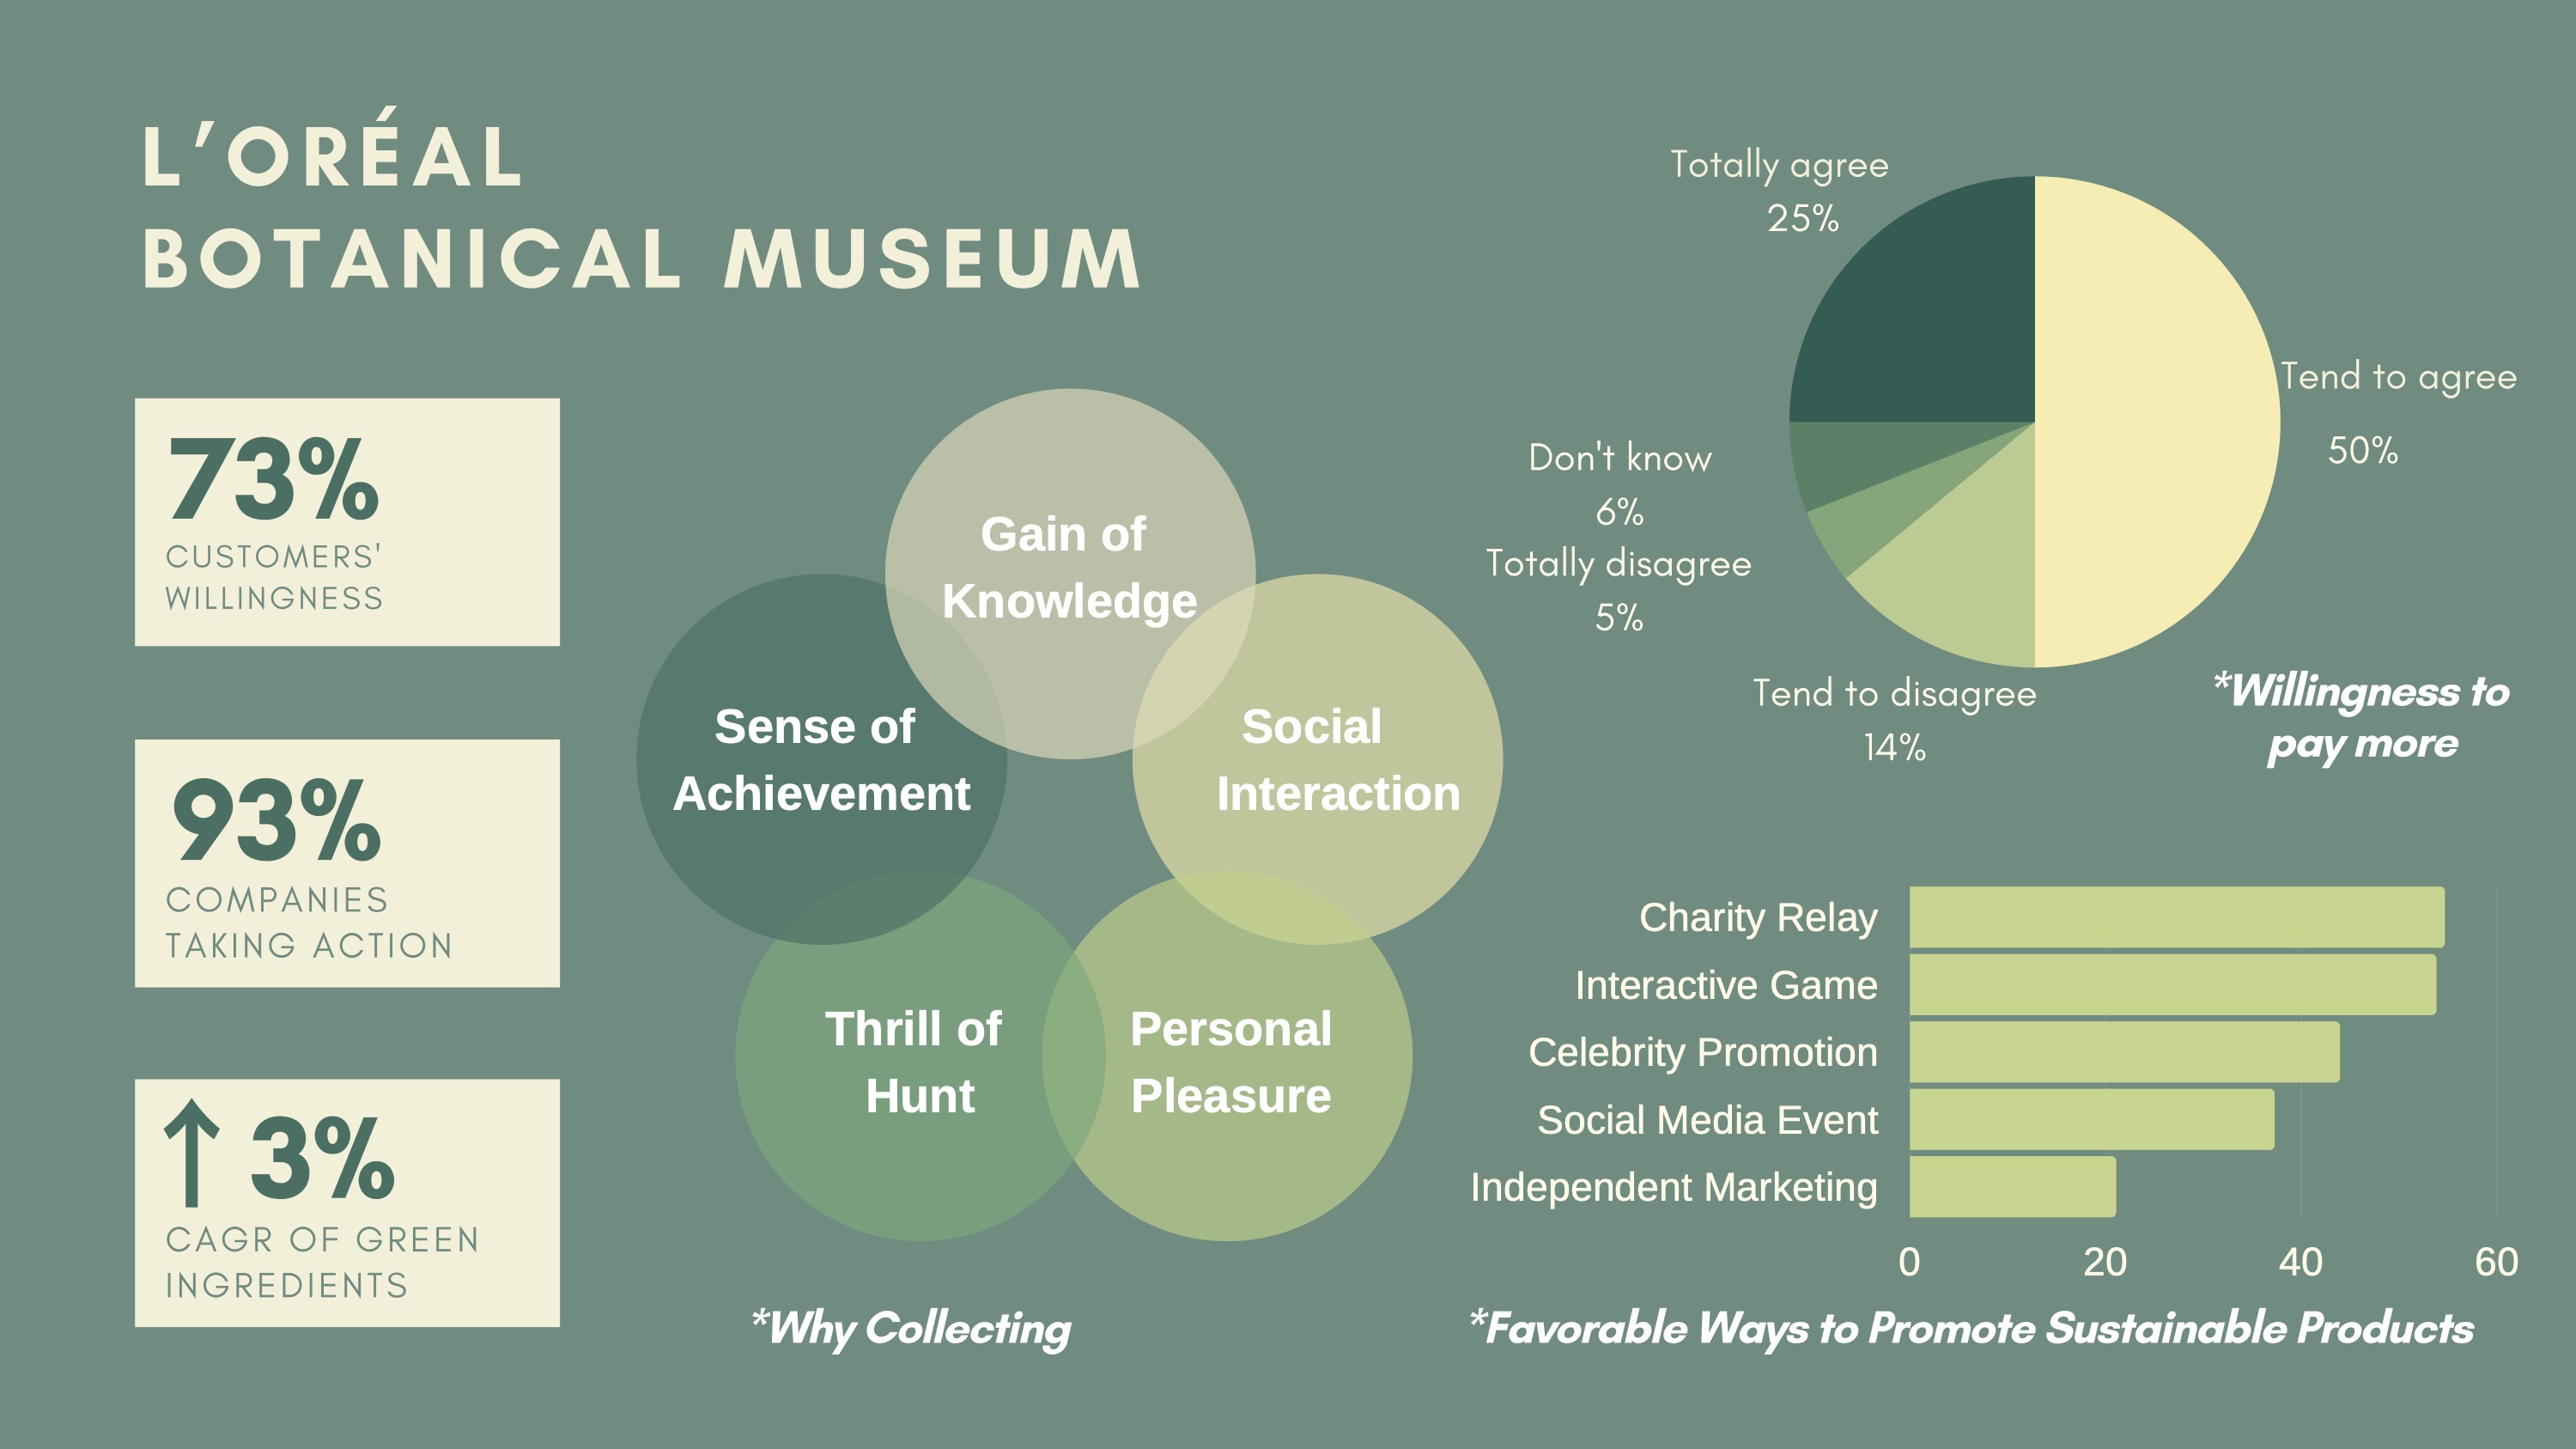 L’ORÉAL
BOTANICAL MUSEUM
73%
CUSTOMERS'
WILLINGNESS
93%
COMPANIES
TAKING ACTION
↑ 3%
CAGR OF GREEN
INGREDIENTS
Gain of
Knowledge
Sense of
Achievement
Social
Interaction
Thrill of
Hunt
Personal
Pleasure
*Why Collecting
Totally agree
25%
Tend to agree
50%
Don't know
6%
Totally disagree
5%
Tend to disagree
14%
*Willingness to
pay more
Charity Relay
Interactive Game
Celebrity Promotion
Social Media Event
Independent Marketing
0 20 40 60
*Favorable Ways to Promote Sustainable Products